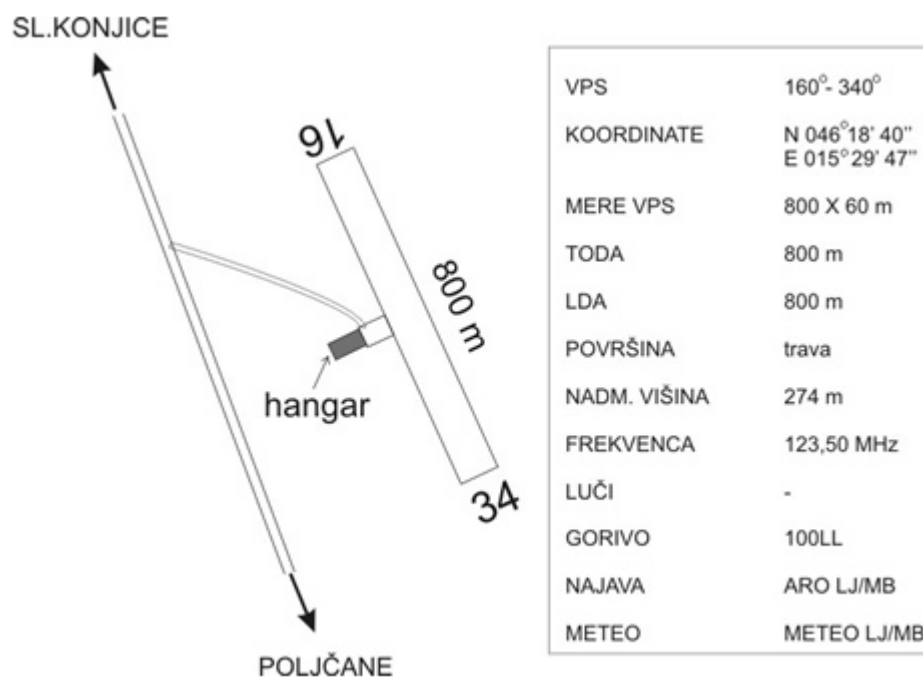 SL.KONJICE
16
800 m
hangar
34
POLJČANE
VPS 160°- 340°
KOORDINATE N 046°18' 40''
E 015°29' 47''
MERE VPS 800 X 60 m
TODA 800 m
LDA 800 m
POVRŠINA trava
NADM. VIŠINA 274 m
FREKVENCA 123,50 MHz
LUČI -
GORIVO 100LL
NAJAVA ARO LJ/MB
METEO METEO LJ/MB